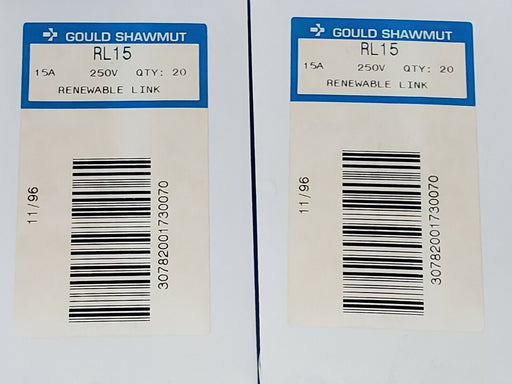 GOULD SHAWMUT
RL15
15A 250V QTY: 20
RENEWABLE LINK
11/96
30782001730070
GOULD SHAWMUT
RL15
15A 250V QTY: 20
RENEWABLE LINK
11/96
30782001730070